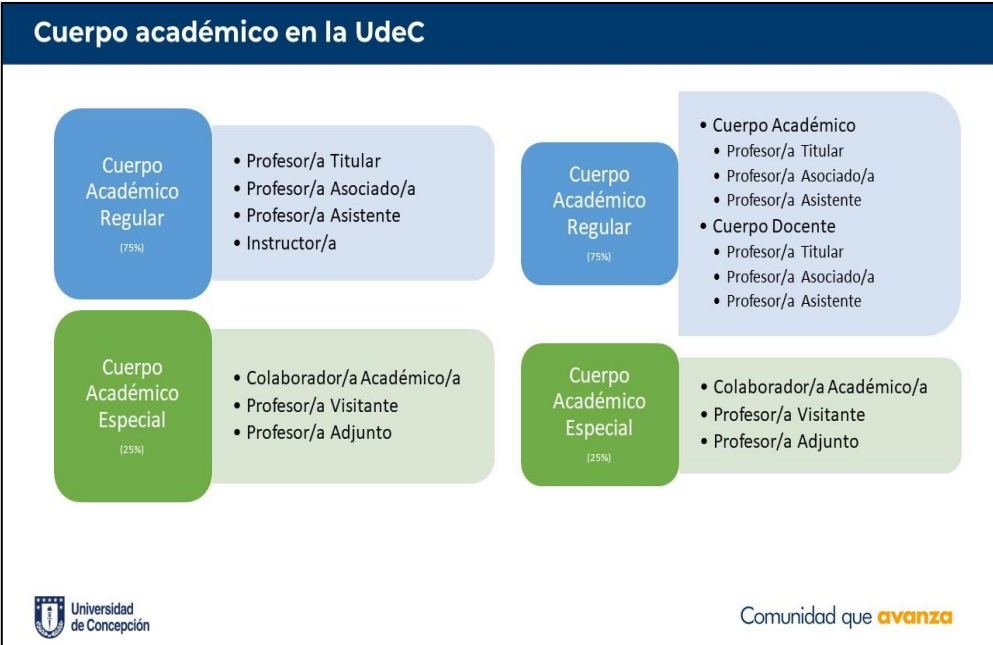 Cuerpo académico en la UdeC
Cuerpo
Académico
Regular
(75%)
• Profesor/a Titular
• Profesor/a Asociado/a
• Profesor/a Asistente
• Instructor/a
Cuerpo
Académico
Especial
(25%)
• Colaborador/a Académico/a
• Profesor/a Visitante
• Profesor/a Adjunto
Cuerpo
Académico
Regular
(75%)
• Cuerpo Académico
• Profesor/a Titular
• Profesor/a Asociado/a
• Profesor/a Asistente
• Cuerpo Docente
• Profesor/a Titular
• Profesor/a Asociado/a
• Profesor/a Asistente
Cuerpo
Académico
Especial
(25%)
• Colaborador/a Académico/a
• Profesor/a Visitante
• Profesor/a Adjunto
Universidad
de Concepción
Comunidad que avanza